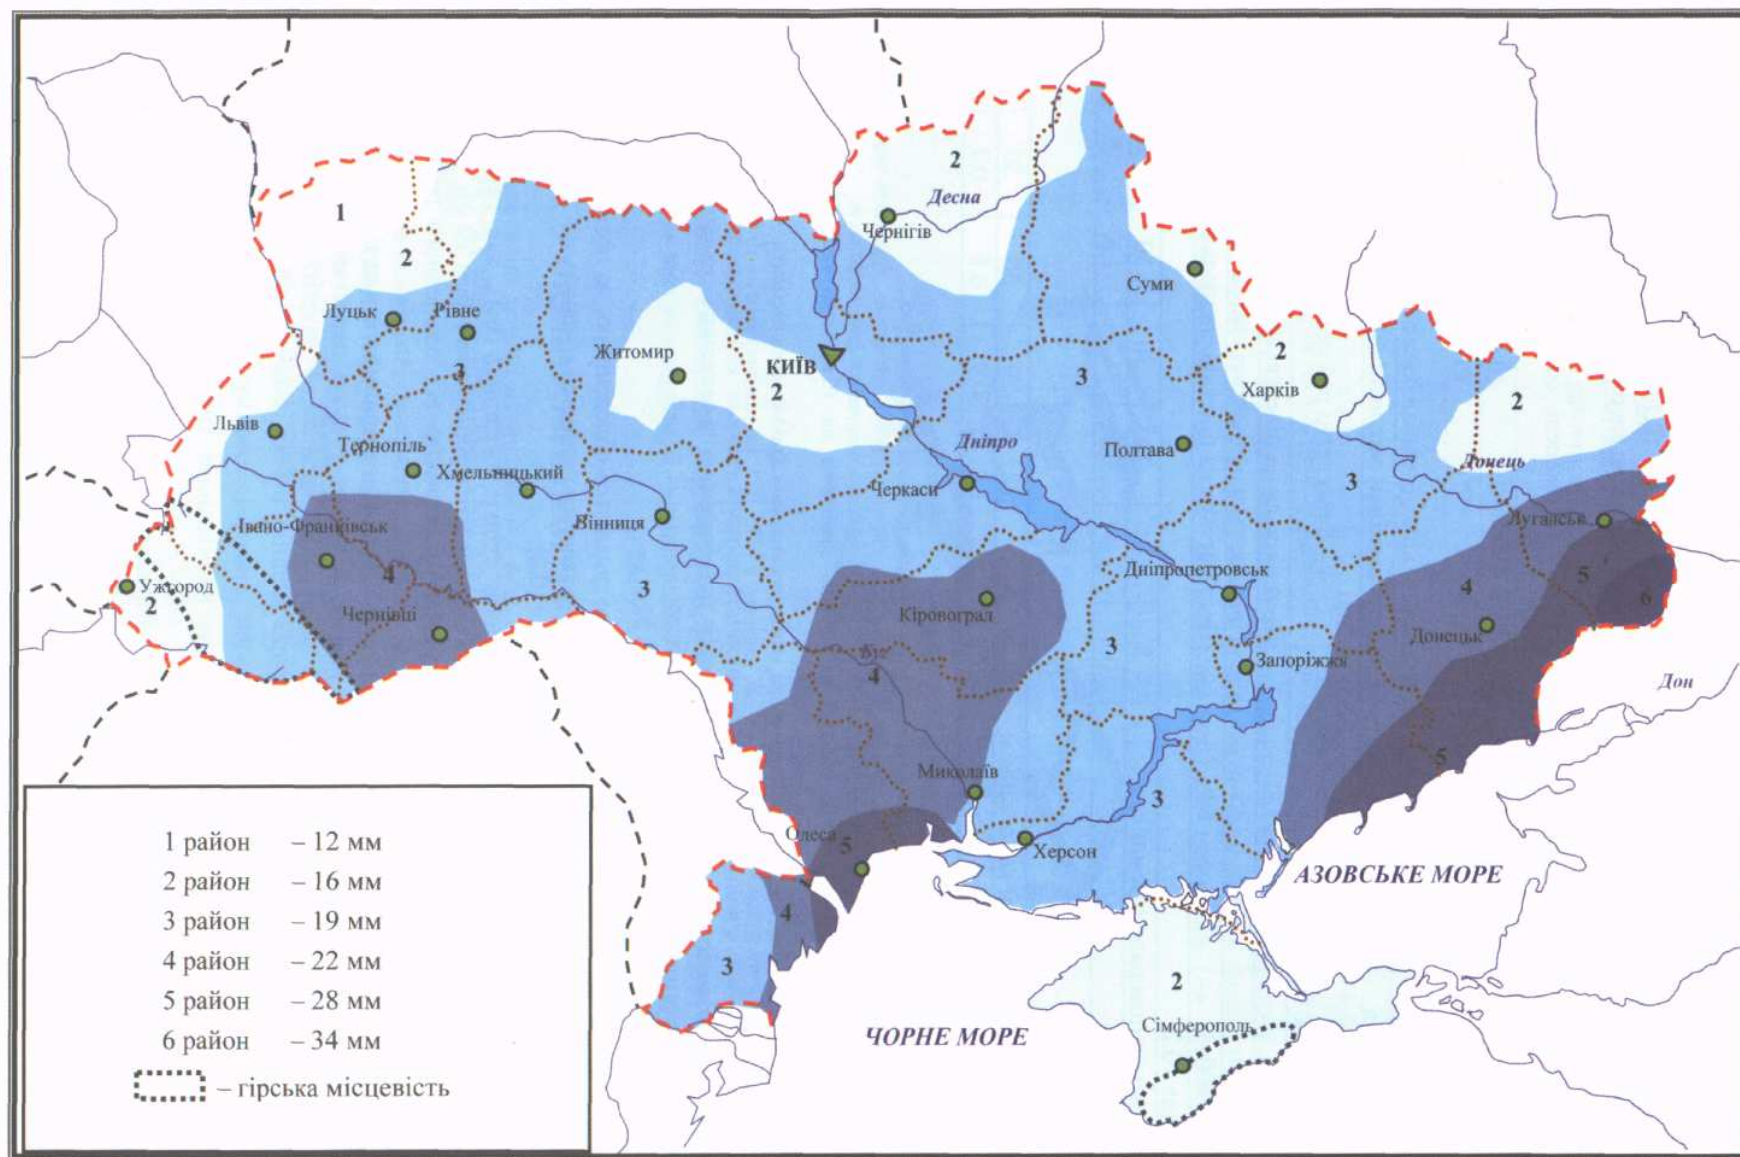 2
Десна
1
Чернігів
2
Суми
Луцьк
Рівне
Житомир
КИЇВ
2
3
2
Харків
2
3
Львів
Тернопіль
Хмельницький
Дніпро
Полтава
Донець
Черкаси
3
Івано-Франківськ
Вінниця
Луганськ
Ужгород
2
4
3
Дніпропетровськ
4
5
6
Чернівці
Кіровоград
Донецьк
3
Запоріжжя
Буг
4
Дон
Миколаїв
3
5
Одеса
5
Херсон
АЗОВСЬКЕ МОРЕ
4
3
2
Сімферополь
ЧОРНЕ МОРЕ
1 район – 12 мм
2 район – 16 мм
3 район – 19 мм
4 район – 22 мм
5 район – 28 мм
6 район – 34 мм
– гірська місцевість